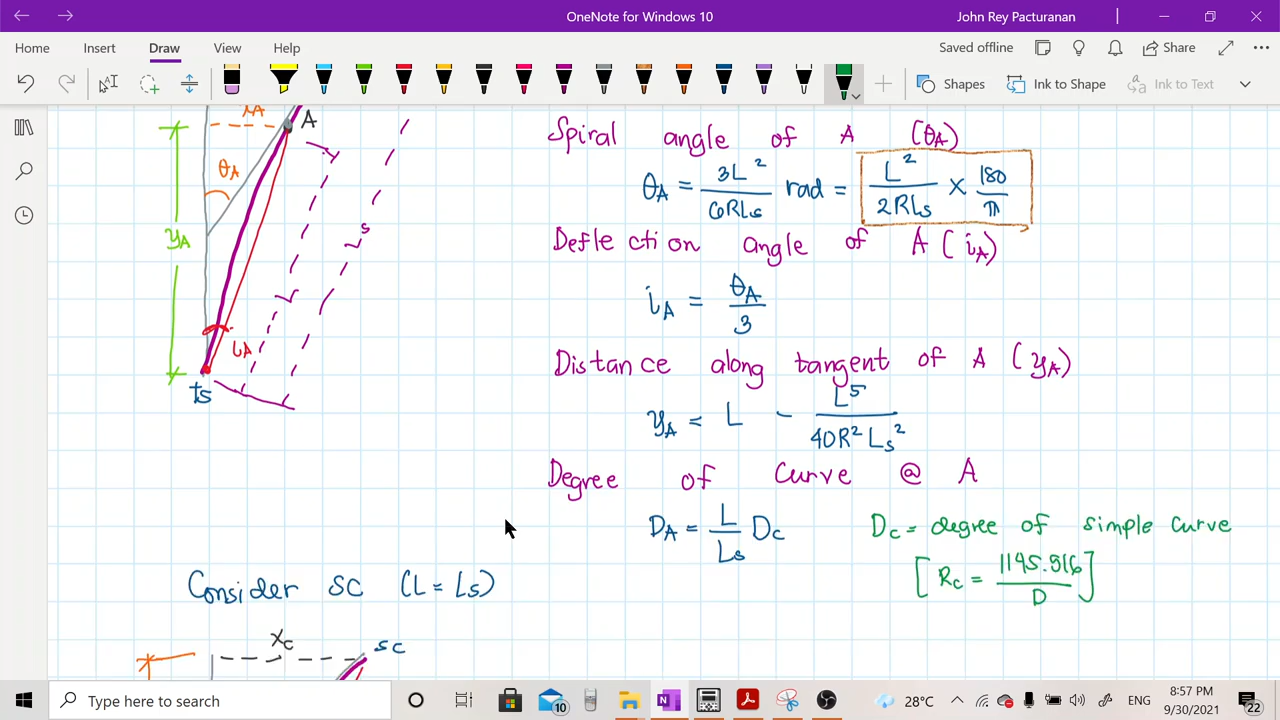 OneNote for Windows 10
John Rey Pacturanan
Home Insert Draw View Help
Saved offline
Share
Shapes
Ink to Shape
Ink to Text
A
θA
yA
iA
L
Ls
ts
Spiral angle of A (θA)
θA = 3L² / 6RLs rad = L² / 2RLs × 180 / π
Deflection angle of A (iA)
iA = θA / 3
Distance along tangent of A (yA)
yA = L - L⁵ / 40R² Ls²
Degree of Curve @ A
DA = L / Ls Dc
Dc = degree of simple curve
[Rc = 1145.916 / D]
Consider SC (L = Ls)
Xc
SC
Type here to search
10
28°C
ENG
8:57 PM
9/30/2021
22